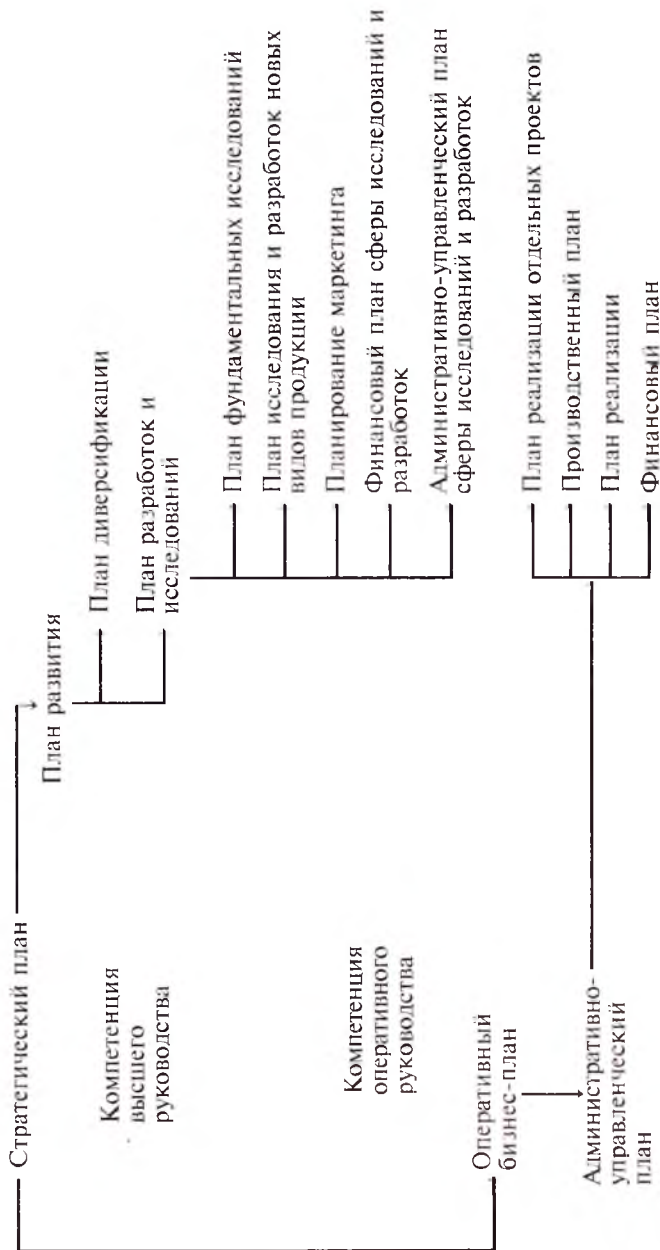 Стратегический план
План развития
План диверсификации
План разработок и
исследований
План фундаментальных исследований
План исследования и разработок новых
видов продукции
Планирование маркетинга
Финансовый план сферы исследований и
разработок
Административно-управленческий план
сферы исследований и разработок
Компетенция
высшего
руководства
Компетенция
оперативного
руководства
Оперативный
бизнес-план
Административно-
управленческий
план
План реализации отдельных проектов
Производственный план
План реализации
Финансовый план